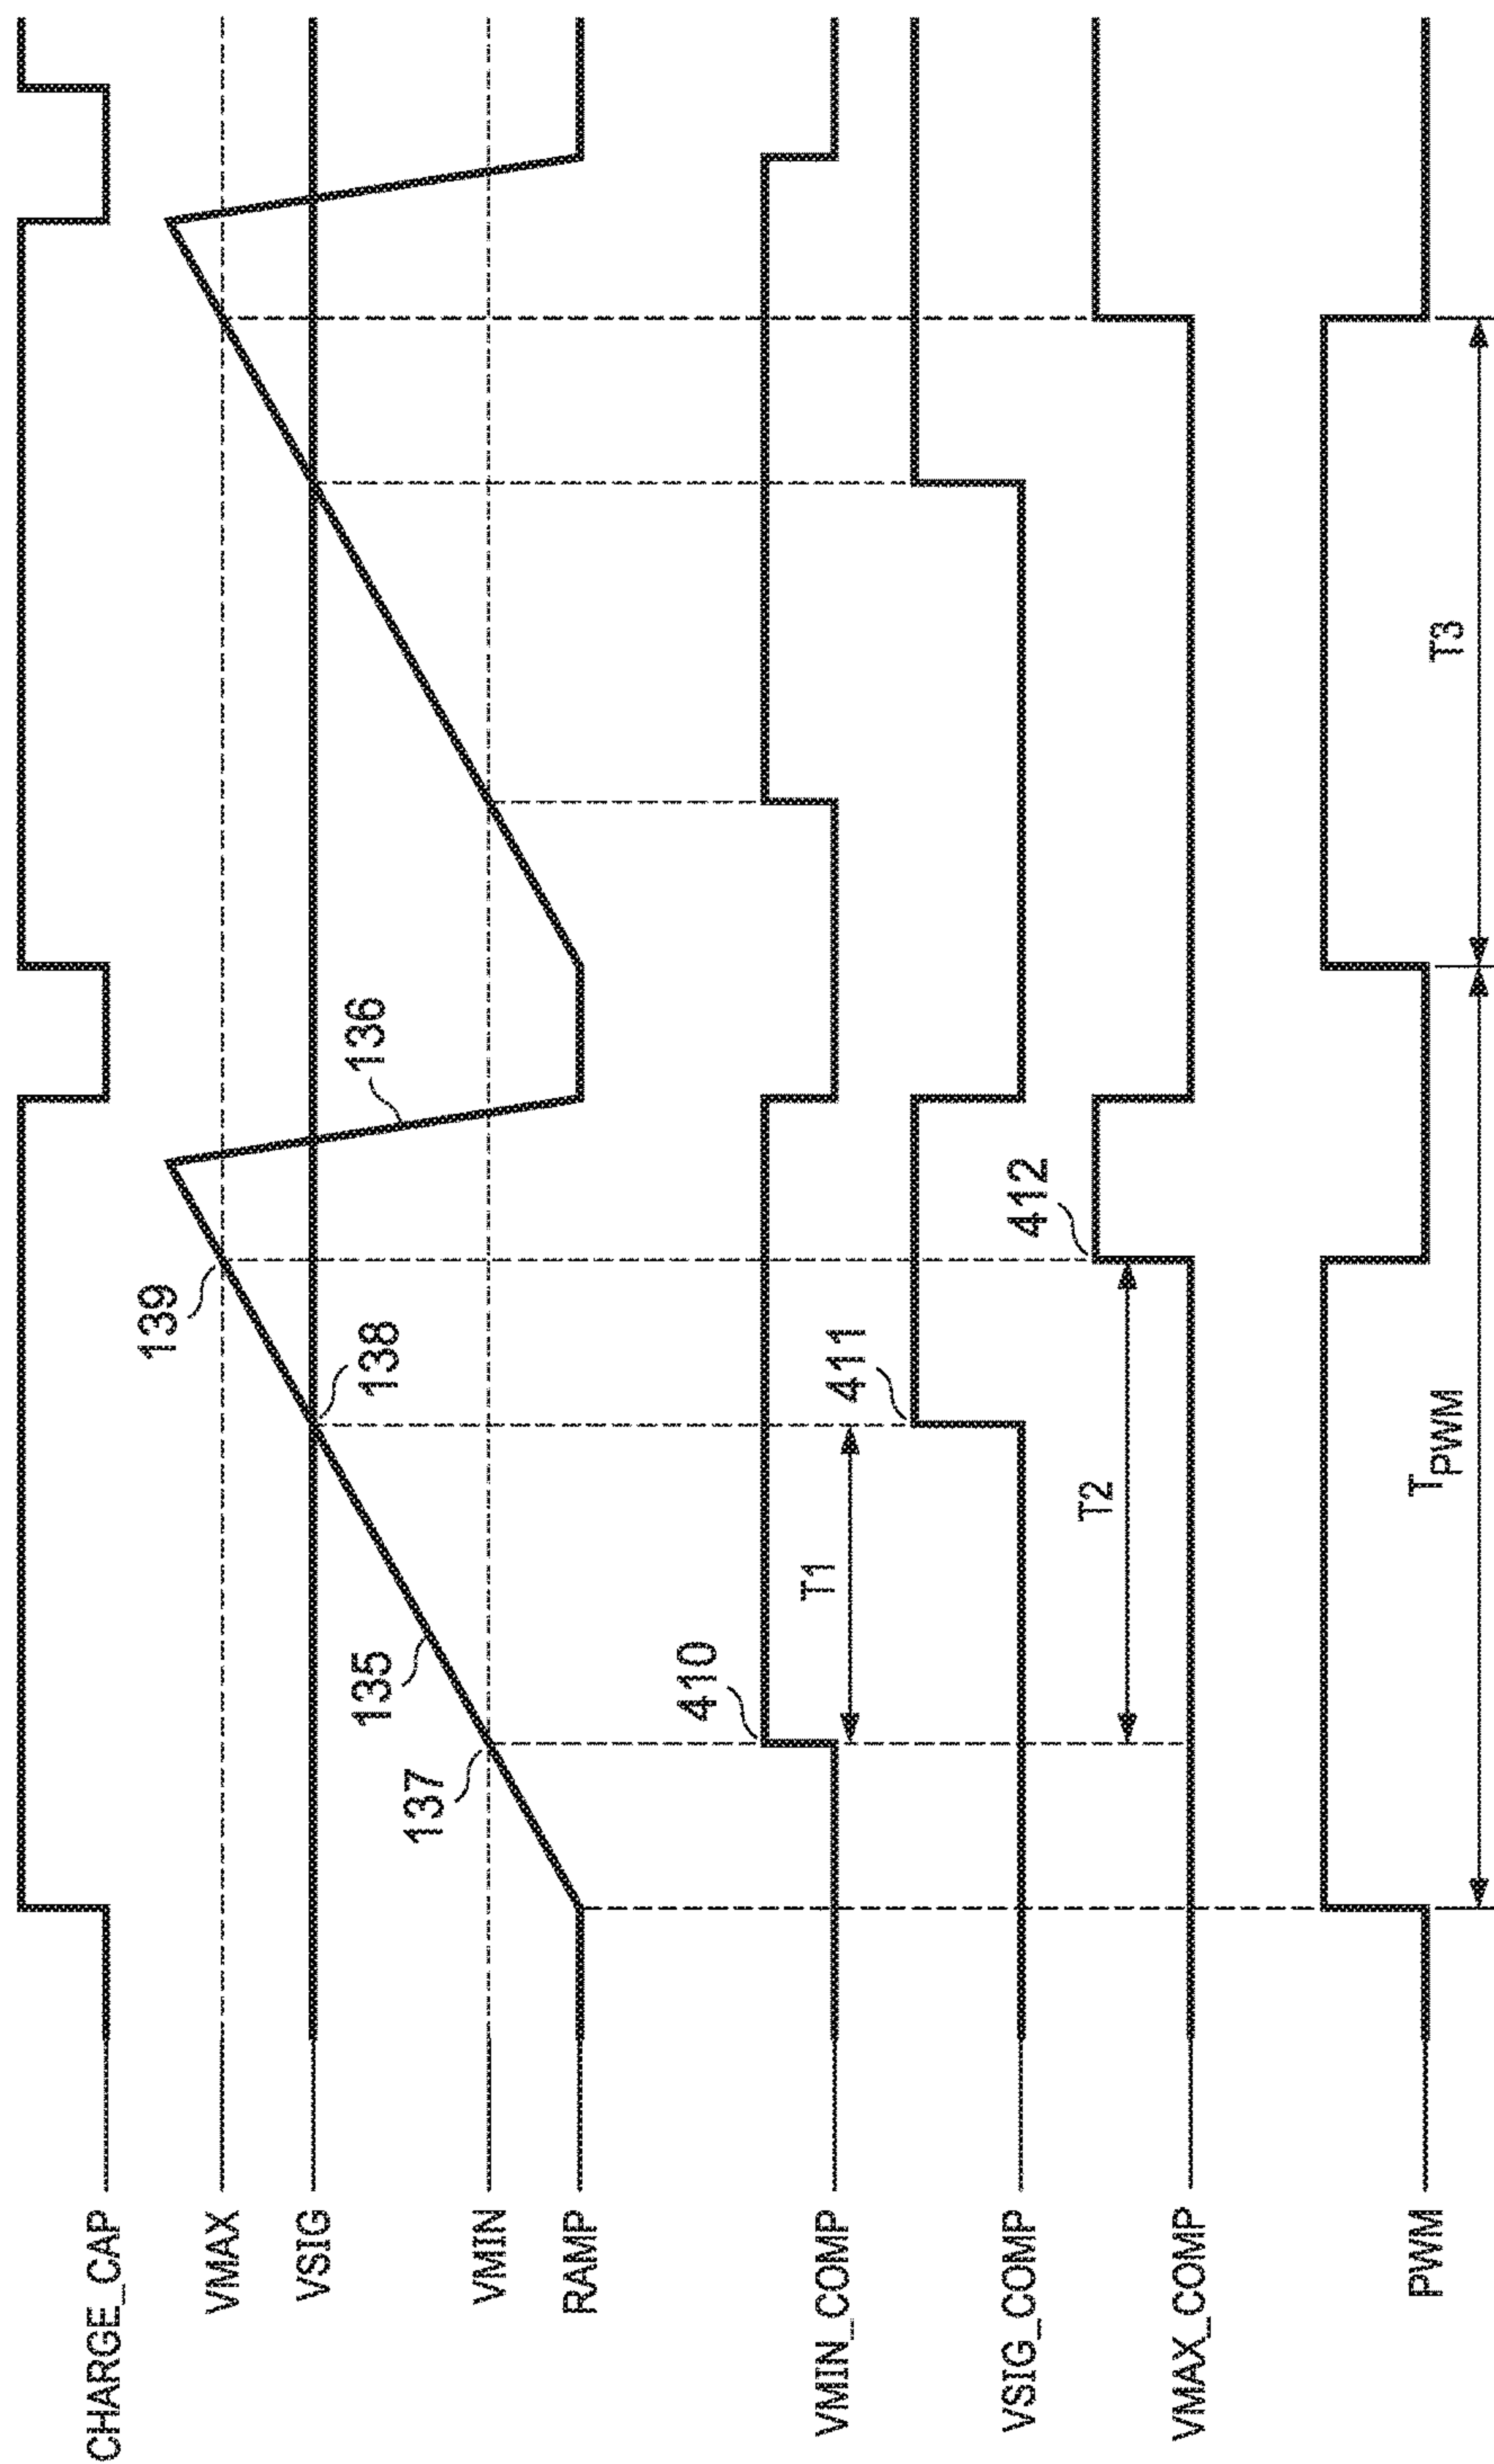 CHARGE_CAP
VMAX
VSIG
VMIN
RAMP
VMIN_COMP
VSIG_COMP
VMAX_COMP
PWM
137
135
138
139
136
410
T1
411
T2
412
TPWM
T3